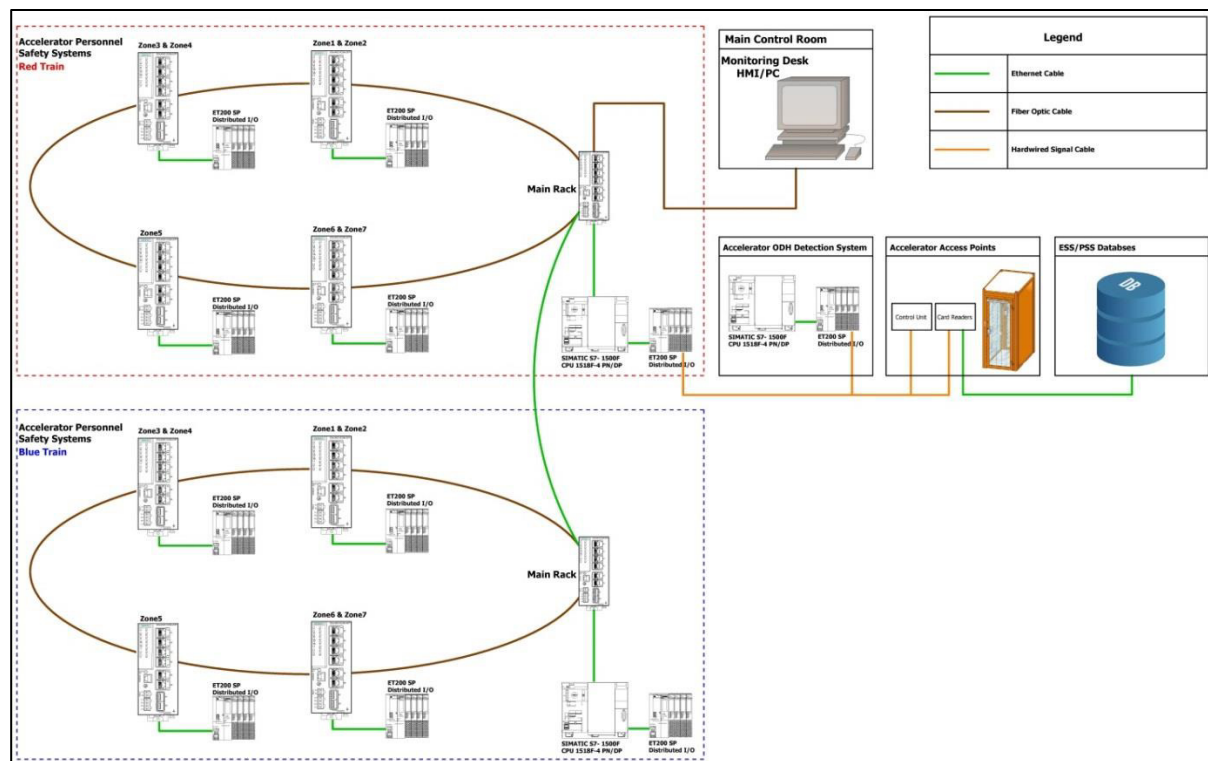 Accelerator Personnel
Safety Systems
Red Train
Zone3 & Zone4
ET200 SP
Distributed I/O
Zone1 & Zone2
ET200 SP
Distributed I/O
Main Rack
Zone5
ET200 SP
Distributed I/O
Zone6 & Zone7
ET200 SP
Distributed I/O
SIMATIC S7- 1500F
CPU 1518F-4 PN/DP
ET200 SP
Distributed I/O
Main Control Room
Monitoring Desk
HMI/PC
Legend
Ethernet Cable
Fiber Optic Cable
Hardwired Signal Cable
Accelerator ODH Detection System
SIMATIC S7- 1500F
CPU 1518F-4 PN/DP
ET200 SP
Distributed I/O
Accelerator Access Points
Control Unit
Card Readers
ESS/PSS Databses
DB
Accelerator Personnel
Safety Systems
Blue Train
Zone3 & Zone4
ET200 SP
Distributed I/O
Zone1 & Zone2
ET200 SP
Distributed I/O
Main Rack
Zone5
ET200 SP
Distributed I/O
Zone6 & Zone7
ET200 SP
Distributed I/O
SIMATIC S7- 1500F
CPU 1518F-4 PN/DP
ET200 SP
Distributed I/O